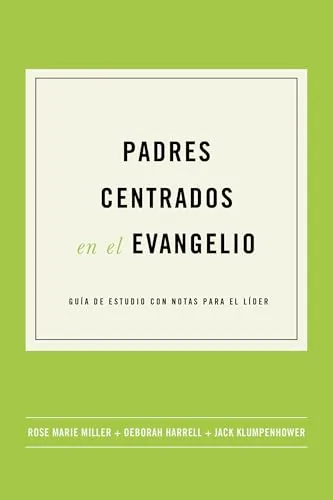 PADRES
CENTRADOS
en el EVANGELIO
GUÍA DE ESTUDIO CON NOTAS PARA EL LÍDER
ROSE MARIE MILLER + DEBORAH HARRELL + JACK KLUMPENHOWER